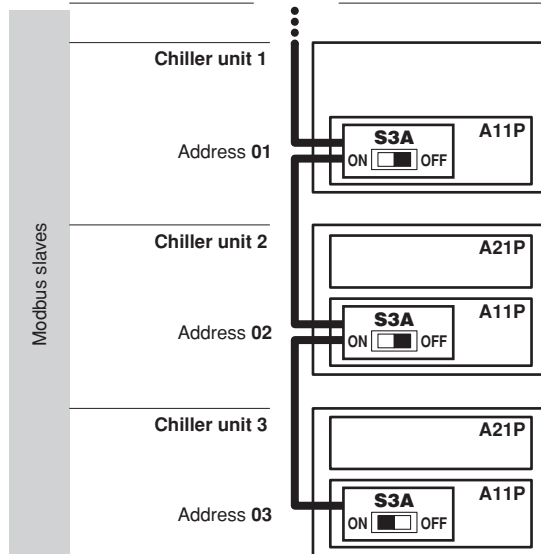 Modbus slaves
Chiller unit 1
Address 01
A11P
S3A
ON OFF
Chiller unit 2
Address 02
A21P
A11P
S3A
ON OFF
Chiller unit 3
Address 03
A21P
A11P
S3A
ON OFF